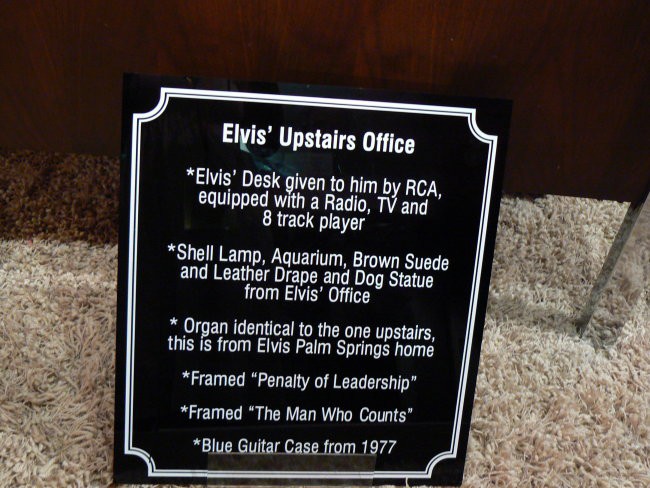 Elvis' Upstairs Office
*Elvis' Desk given to him by RCA,
equipped with a Radio, TV and
8 track player
*Shell Lamp, Aquarium, Brown Suede
and Leather Drape and Dog Statue
from Elvis' Office
* Organ identical to the one upstairs,
this is from Elvis Palm Springs home
*Framed "Penalty of Leadership"
*Framed "The Man Who Counts"
*Blue Guitar Case from 1977